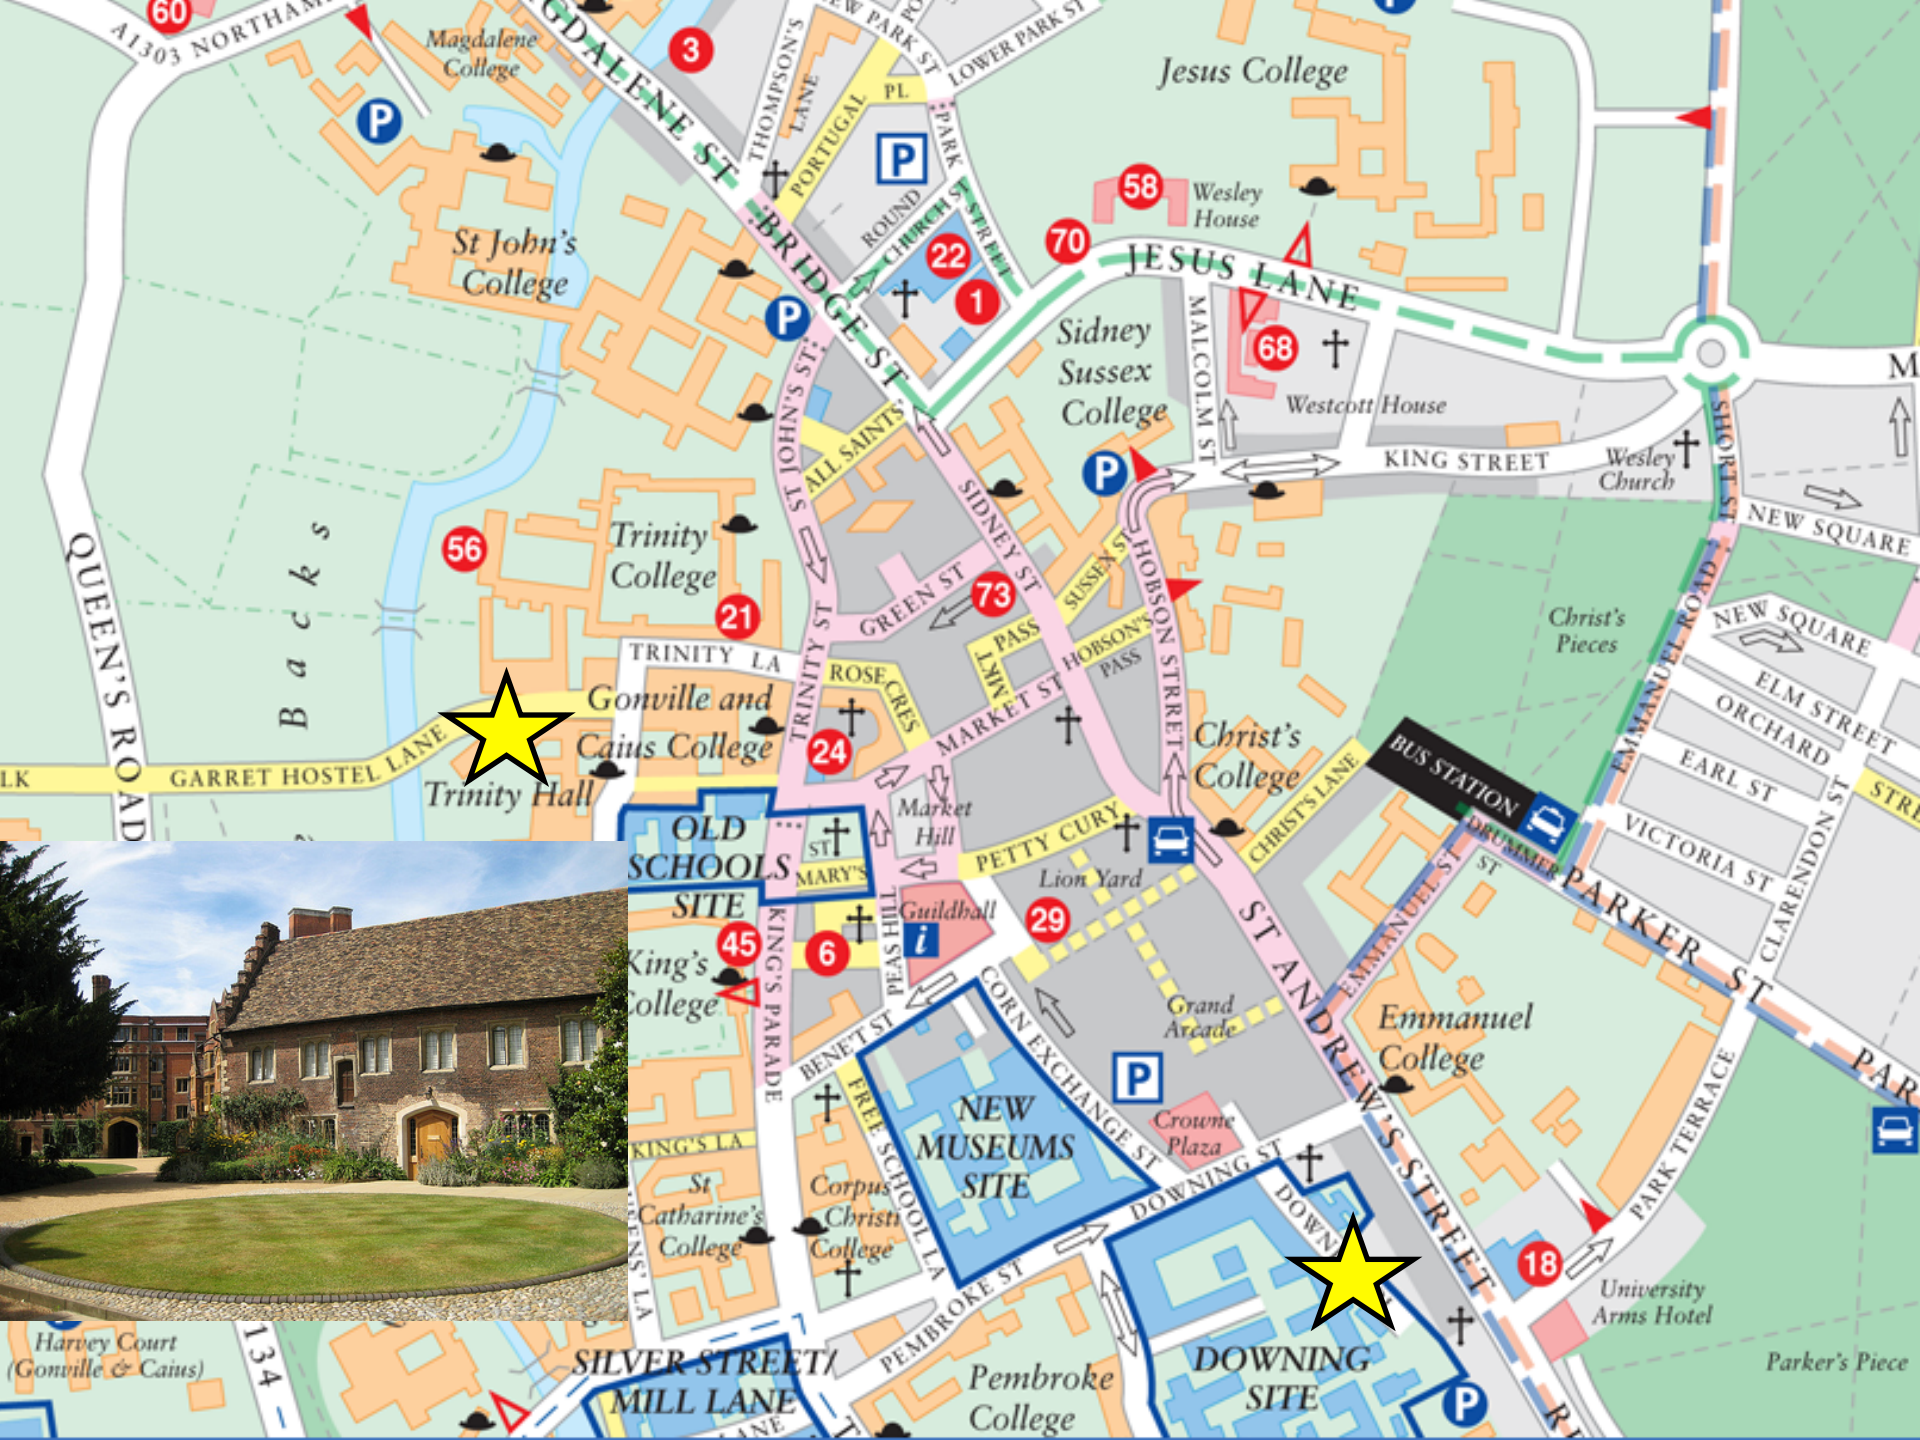 60
A1303 NORTHAM
Magdalene
College
P
GDALENE ST
3
THOMPSON'S
LANE
NEW PARK ST
LOWER PARK ST
PORTUGAL
PL
P
PARK
STREET
ROUND
CHURCH ST
Jesus College
58
Wesley
House
70
JESUS LANE
22
1
St John's
College
BRIDGE ST
P
ST JOHN'S ST
ALL SAINTS'
Sidney
Sussex
College
MALCOLM ST
68
Westcott House
KING STREET
Wesley
Church
SHORT ST
M
NEW SQUARE
P
SIDNEY ST
QUEEN'S ROAD
Backs
56
Trinity
College
21
TRINITY LA
TRINITY ST
GREEN ST
73
SUSSEX ST
HOBSON STREET
HOBSON'S
PASS
MKT
PASS
Christ's
Pieces
EMMANUEL ROAD
NEW SQUARE
ELM STREET
ORCHARD
EARL ST
VICTORIA ST
CLARENDON ST
STRE
Gonville and
Caius College
ROSE CRES
MARKET ST
24
Christ's
College
CHRIST'S LANE
BUS STATION
DRUMMER
ST
LK
GARRET HOSTEL LANE
Trinity Hall
OLD
SCHOOLS
SITE
ST
MARY'S
Market
Hill
PETTY CURY
Lion Yard
29
Guildhall
i
PEAS HILL
King's
College
45
6
KING'S PARADE
BENET ST
CORN EXCHANGE ST
Grand
Arcade
ST ANDREW'S STREET
EMMANUEL ST
PARKER ST
Emmanuel
College
PARK TERRACE
PAR
P
Crowne
Plaza
NEW
MUSEUMS
SITE
FREE SCHOOL LA
DOWNING ST
DOWN
KING'S LA
St
Catharine's
College
Corpus
Christi
College
18
University
Arms Hotel
Parker's Piece
Harvey Court
(Gonville & Caius)
134
SILVER STREET/
MILL LANE
LANE
PEMBROKE ST
Pembroke
College
DOWNING
SITE
P